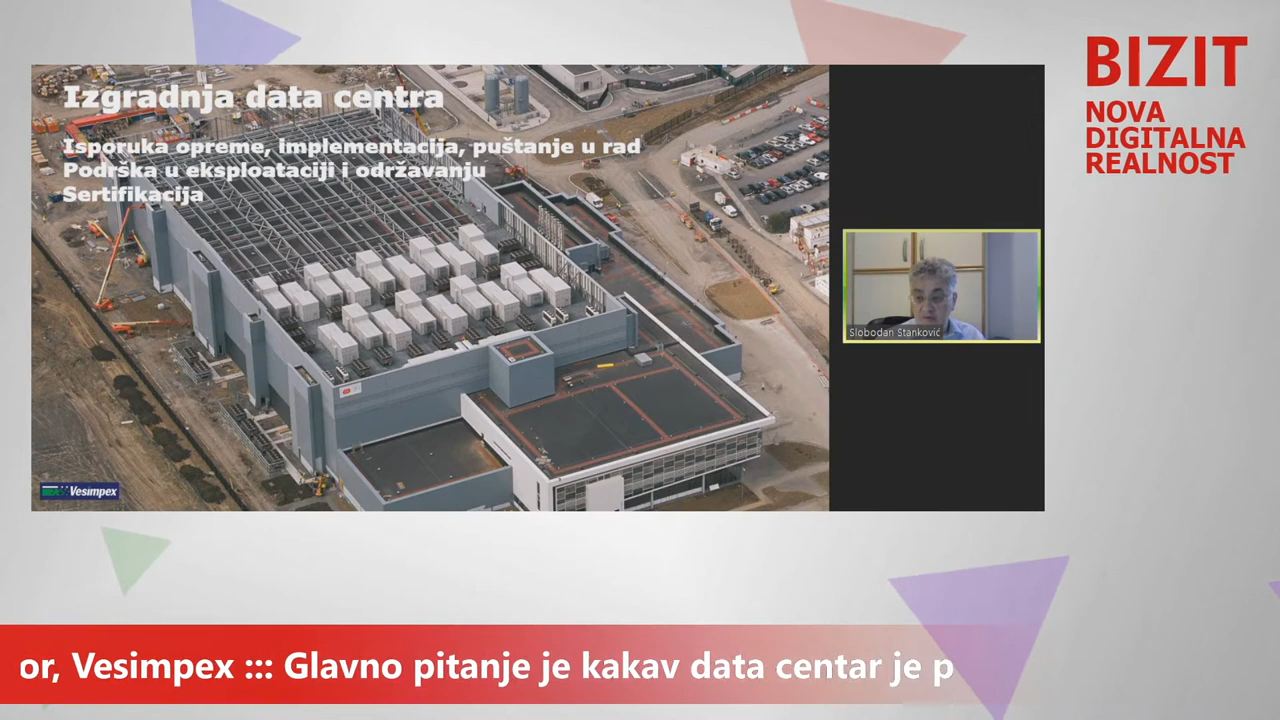 Izgradnja data centra
Isporuka opreme, implementacija, puštanje u rad
Podrška u eksploataciji i održavanju
Sertifikacija
Vesimpex
Slobodan Stanković
BIZIT
NOVA
DIGITALNA
REALNOST
or, Vesimpex ::: Glavno pitanje je kakav data centar je p